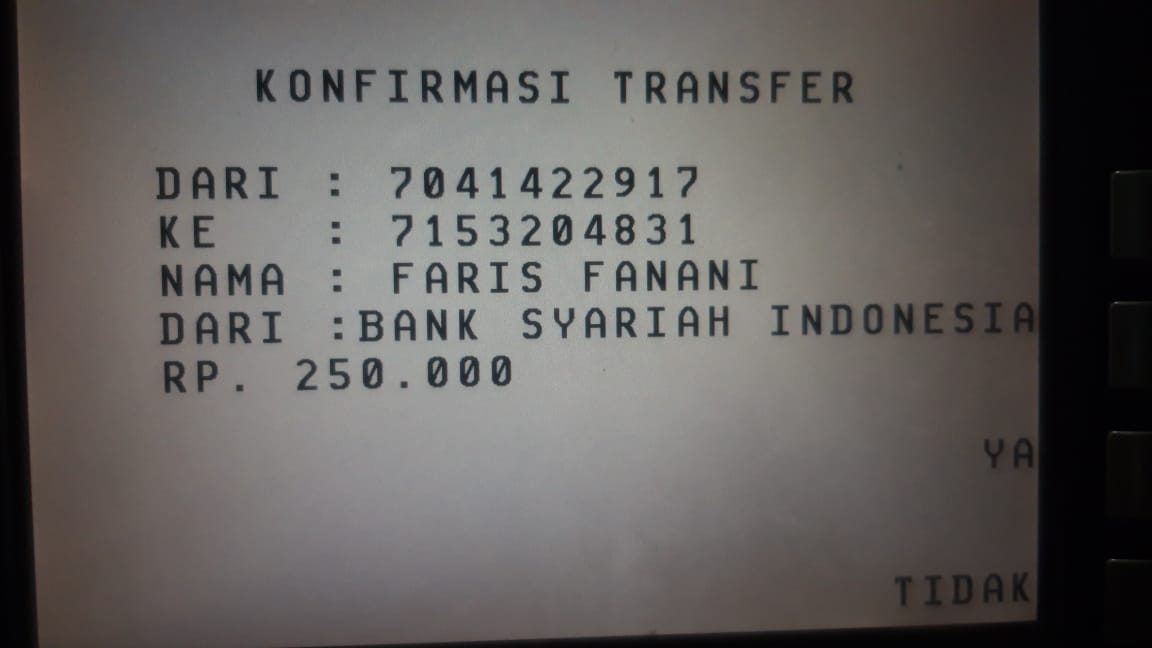 KONFIRMASI TRANSFER
DARI : 7041422917
KE : 7153204831
NAMA : FARIS FANANI
DARI :BANK SYARIAH INDONESIA
RP. 250.000
YA
TIDAK